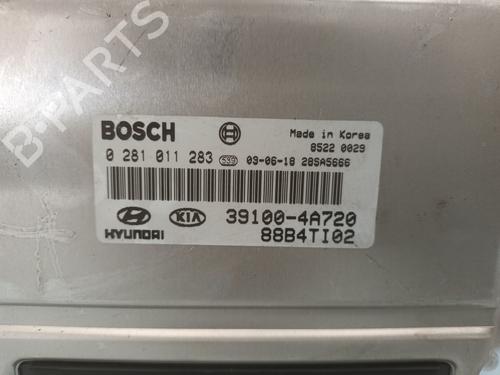 B-PARTS
BOSCH
Made in Korea
8522 0029
0 281 011 283 539 09-06-18 28SA5666
HYUNDAI KIA 39100-4A720
88B4TI02